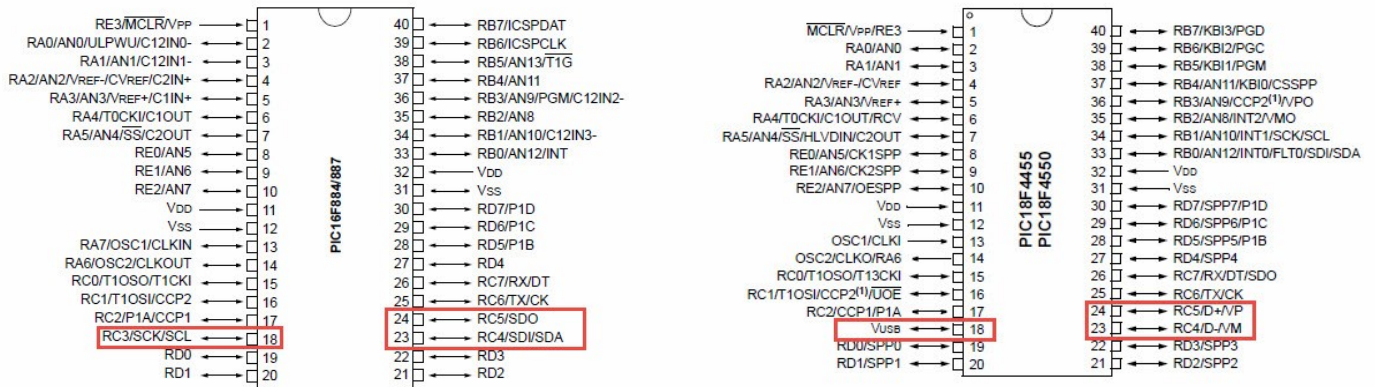 RE3/MCLR/VPP 1
RA0/AN0/ULPWU/C12IN0- 2
RA1/AN1/C12IN1- 3
RA2/AN2/VREF-/CVREF/C2IN+ 4
RA3/AN3/VREF+/C1IN+ 5
RA4/T0CKI/C1OUT 6
RA5/AN4/SS/C2OUT 7
RE0/AN5 8
RE1/AN6 9
RE2/AN7 10
VDD 11
VSS 12
RA7/OSC1/CLKIN 13
RA6/OSC2/CLKOUT 14
RC0/T1OSO/T1CKI 15
RC1/T1OSI/CCP2 16
RC2/P1A/CCP1 17
RC3/SCK/SCL 18
RD0 19
RD1 20
PIC16F884/887
40 RB7/ICSPDAT
39 RB6/ICSPCLK
38 RB5/AN13/T1G
37 RB4/AN11
36 RB3/AN9/PGM/C12IN2-
35 RB2/AN8
34 RB1/AN10/C12IN3-
33 RB0/AN12/INT
32 VDD
31 VSS
30 RD7/P1D
29 RD6/P1C
28 RD5/P1B
27 RD4
26 RC7/RX/DT
25 RC6/TX/CK
24 RC5/SDO
23 RC4/SDI/SDA
22 RD3
21 RD2
MCLR/VPP/RE3 1
RA0/AN0 2
RA1/AN1 3
RA2/AN2/VREF-/CVREF 4
RA3/AN3/VREF+ 5
RA4/T0CKI/C1OUT/RCV 6
RA5/AN4/SS/HLVDIN/C2OUT 7
RE0/AN5/CK1SPP 8
RE1/AN6/CK2SPP 9
RE2/AN7/OESPP 10
VDD 11
VSS 12
OSC1/CLKI 13
OSC2/CLKO/RA6 14
RC0/T1OSO/T13CKI 15
RC1/T1OSI/CCP2(1)/UOE 16
RC2/CCP1/P1A 17
VUSB 18
RD0/SPP0 19
RD1/SPP1 20
PIC18F4455
PIC18F4550
40 RB7/KBI3/PGD
39 RB6/KBI2/PGC
38 RB5/KBI1/PGM
37 RB4/AN11/KBI0/CSSPP
36 RB3/AN9/CCP2(1)/VPO
35 RB2/AN8/INT2/VMO
34 RB1/AN10/INT1/SCK/SCL
33 RB0/AN12/INT0/FLT0/SDI/SDA
32 VDD
31 VSS
30 RD7/SPP7/P1D
29 RD6/SPP6/P1C
28 RD5/SPP5/P1B
27 RD4/SPP4
26 RC7/RX/DT/SDO
25 RC6/TX/CK
24 RC5/D+/VP
23 RC4/D-/VM
22 RD3/SPP3
21 RD2/SPP2